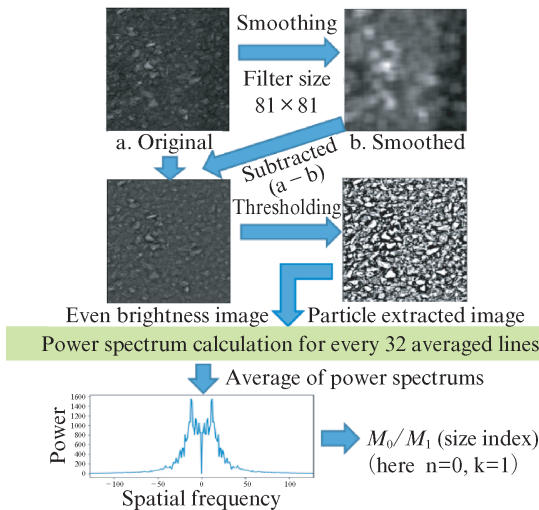 Smoothing
Filter size
81×81
a. Original
b. Smoothed
Subtracted
(a−b)
Thresholding
Even brightness image
Particle extracted image
Power spectrum calculation for every 32 averaged lines
Average of power spectrums
Power
1600
1400
1200
1000
800
600
400
200
0
−100
−50
0
50
100
Spatial frequency
M₀/M₁ (size index)
(here n=0, k=1)